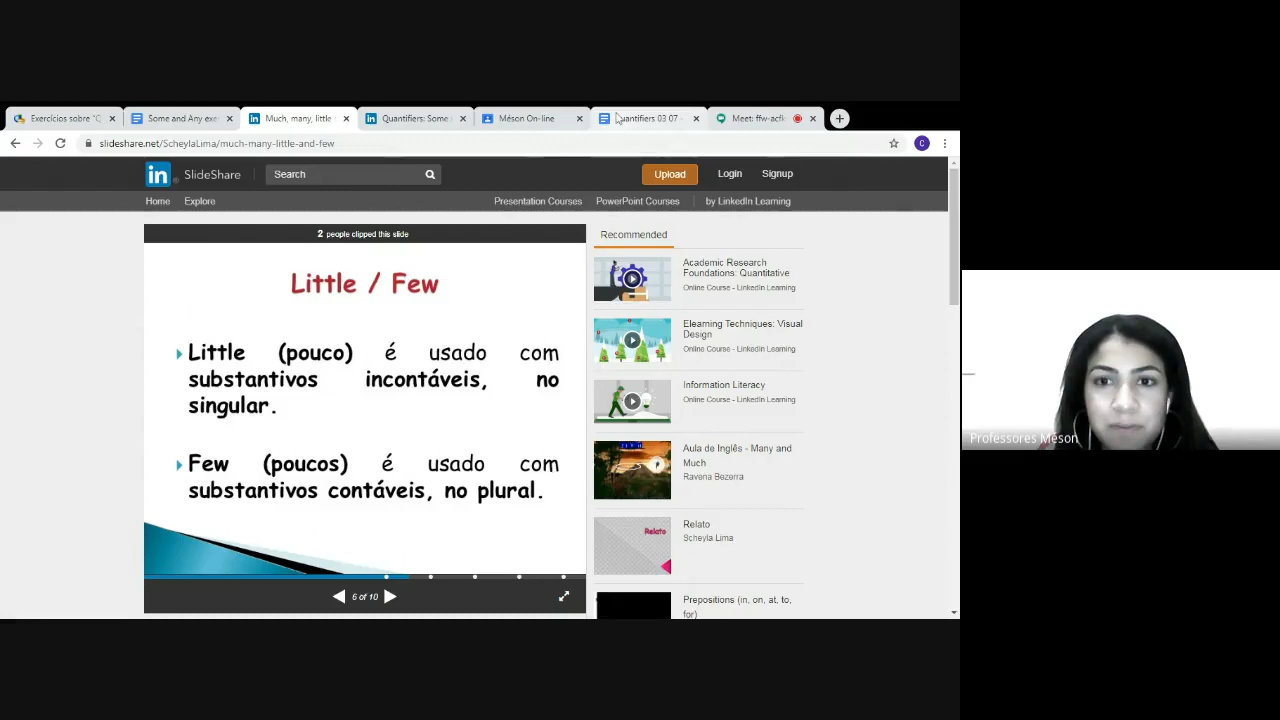 Exercícios sobre "Q
Some and Any exe
Much, many, little
Quantifiers: Some
Méson On-line
Quantifiers 03 07 -
Meet: ffw-acfk
slideshare.net/ScheylaLima/much-many-little-and-few
C
in SlideShare
Search
Upload
Login
Signup
Home
Explore
Presentation Courses
PowerPoint Courses
by LinkedIn Learning
2 people clipped this slide
Little / Few
Little (pouco) é usado com
substantivos incontáveis, no
singular.
Few (poucos) é usado com
substantivos contáveis, no plural.
6 of 10
Recommended
Academic Research
Foundations: Quantitative
Online Course - LinkedIn Learning
Elearning Techniques: Visual
Design
Online Course - LinkedIn Learning
Information Literacy
Online Course - LinkedIn Learning
Aula de Inglês - Many and
Much
Ravena Bezerra
Relato
Relato
Scheyla Lima
Prepositions (in, on, at, to,
for)
Professores Méson